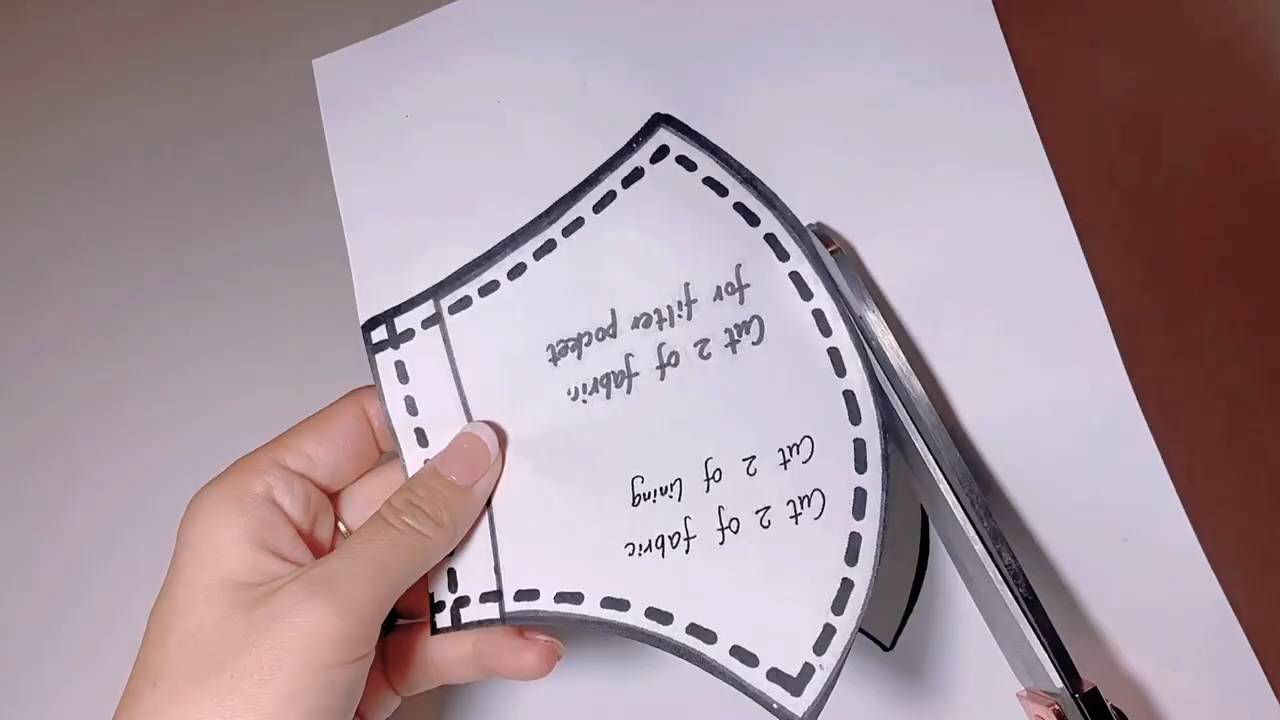 Cut 2 of fabric
Cut 2 of lining
Cut 2 of fabric
for filter pocket